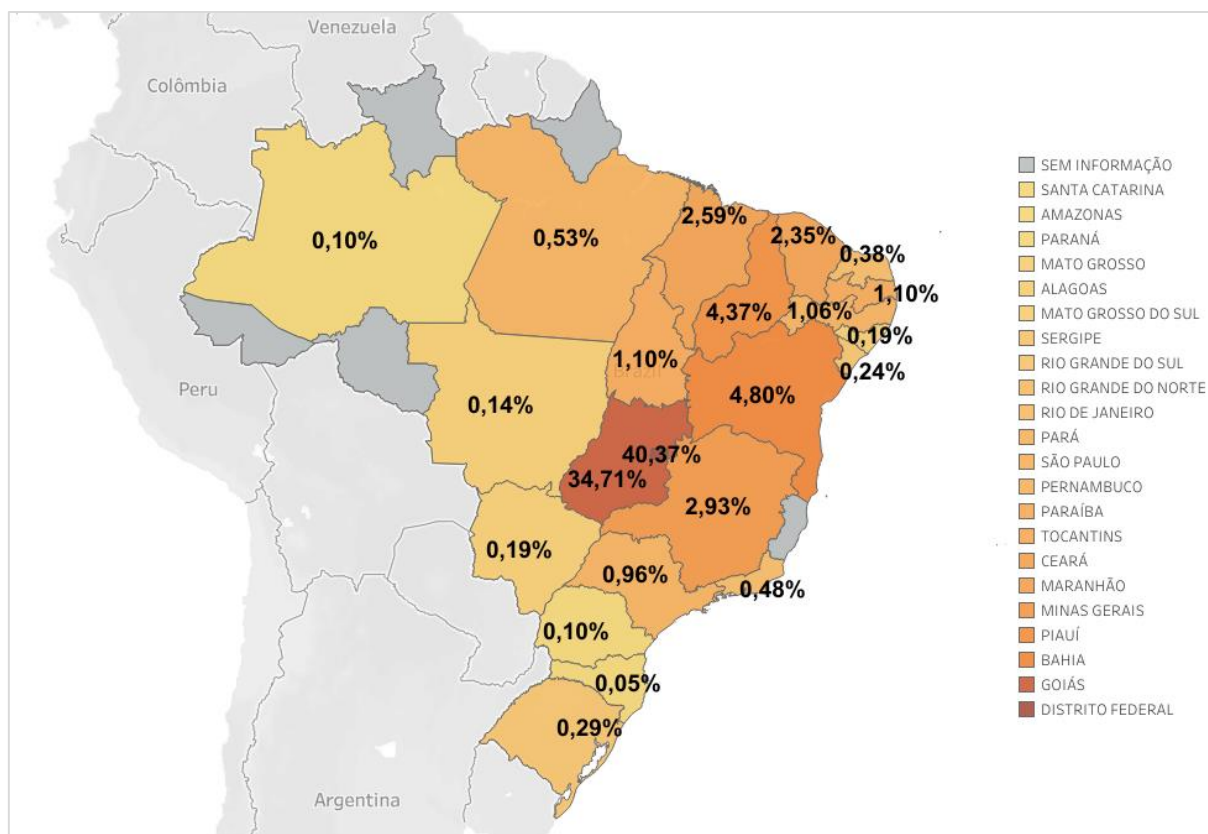 Venezuela
Colômbia
Peru
Brazil
Argentina
0,10%
0,53%
2,59%
2,35%
0,38%
1,10%
4,37%
1,06%
0,19%
1,10%
0,24%
4,80%
0,14%
40,37%
34,71%
2,93%
0,19%
0,96%
0,48%
0,10%
0,05%
0,29%
SEM INFORMAÇÃO
SANTA CATARINA
AMAZONAS
PARANÁ
MATO GROSSO
ALAGOAS
MATO GROSSO DO SUL
SERGIPE
RIO GRANDE DO SUL
RIO GRANDE DO NORTE
RIO DE JANEIRO
PARÁ
SÃO PAULO
PERNAMBUCO
PARAÍBA
TOCANTINS
CEARÁ
MARANHÃO
MINAS GERAIS
PIAUÍ
BAHIA
GOIÁS
DISTRITO FEDERAL